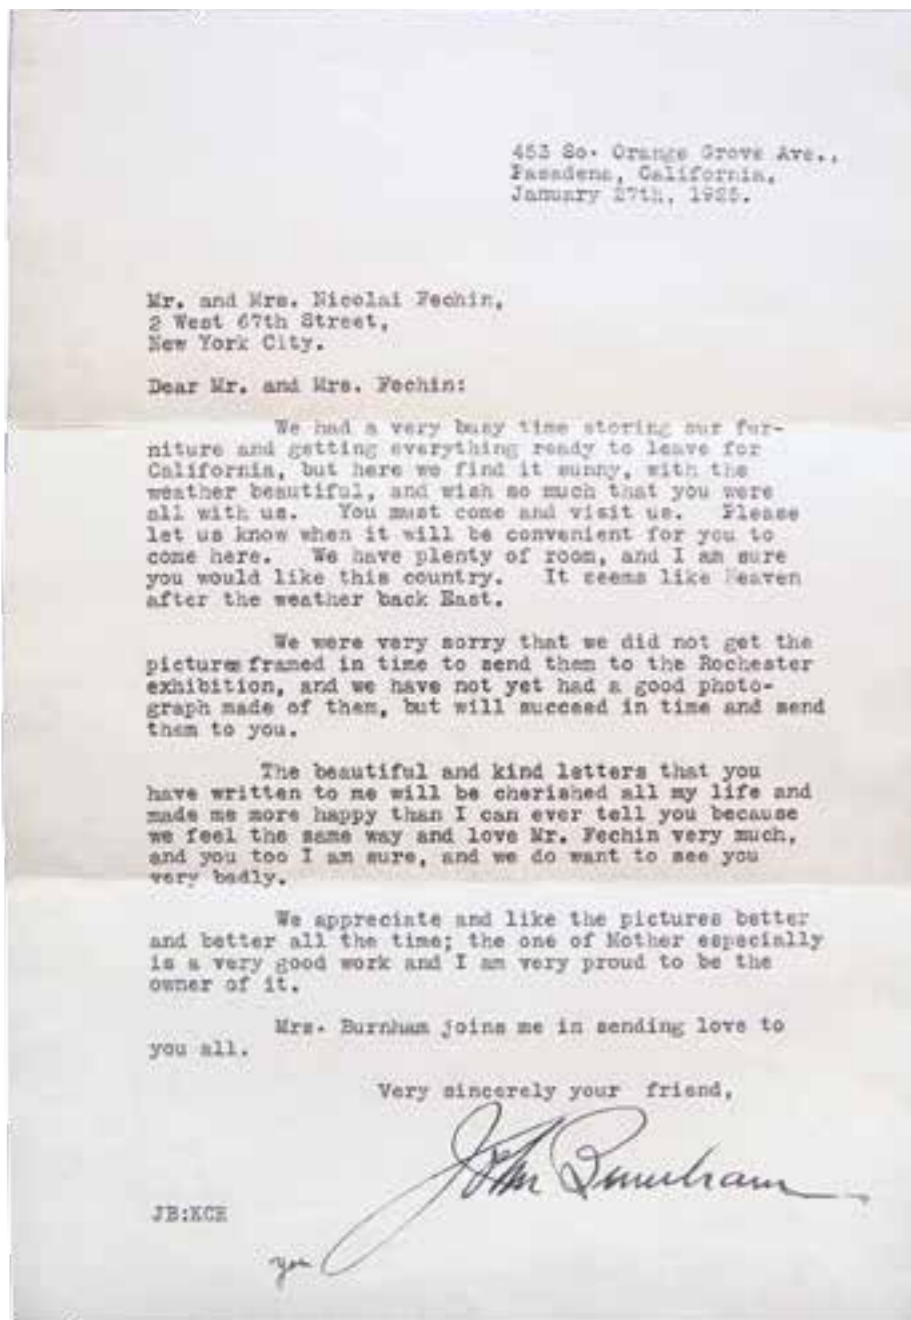 453 So. Orange Grove Ave.,
Pasadena, California,
January 27th, 1925.
Mr. and Mrs. Nicolai Fechin,
2 West 67th Street,
New York City.
Dear Mr. and Mrs. Fechin:
We had a very busy time storing our fur-
niture and getting everything ready to leave for
California, but here we find it sunny, with the
weather beautiful, and wish so much that you were
all with us. You must come and visit us. Please
let us know when it will be convenient for you to
come here. We have plenty of room, and I am sure
you would like this country. It seems like Heaven
after the weather back East.
We were very sorry that we did not get the
pictures framed in time to send them to the Rochester
exhibition, and we have not yet had a good photo-
graph made of them, but will succeed in time and send
them to you.
The beautiful and kind letters that you
have written to me will be cherished all my life and
made me more happy than I can ever tell you because
we feel the same way and love Mr. Fechin very much,
and you too I am sure, and we do want to see you
very badly.
We appreciate and like the pictures better
and better all the time; the one of Mother especially
is a very good work and I am very proud to be the
owner of it.
Mrs. Burnham joins me in sending love to
you all.
Very sincerely your friend,
John Burnham
JB:KCH